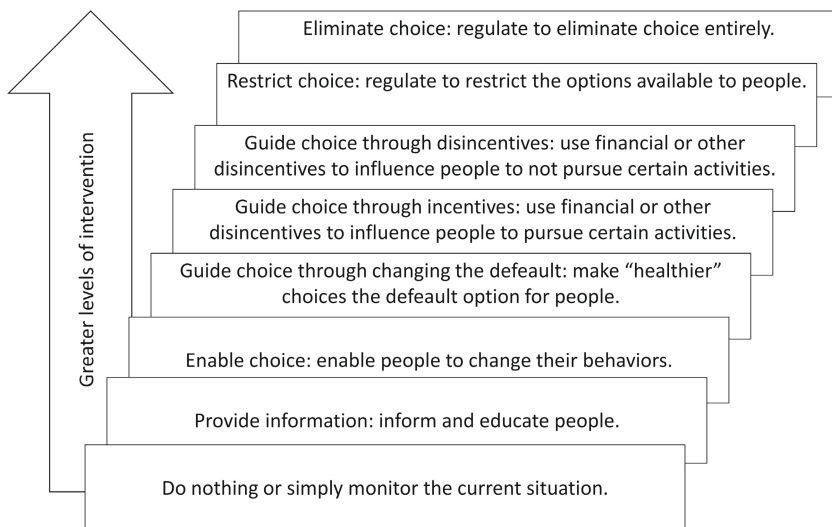 Eliminate choice: regulate to eliminate choice entirely.
Restrict choice: regulate to restrict the options available to people.
Guide choice through disincentives: use financial or other
disincentives to influence people to not pursue certain activities.
Guide choice through incentives: use financial or other
disincentives to influence people to pursue certain activities.
Guide choice through changing the defeault: make “healthier”
choices the defeault option for people.
Enable choice: enable people to change their behaviors.
Provide information: inform and educate people.
Do nothing or simply monitor the current situation.
Greater levels of intervention